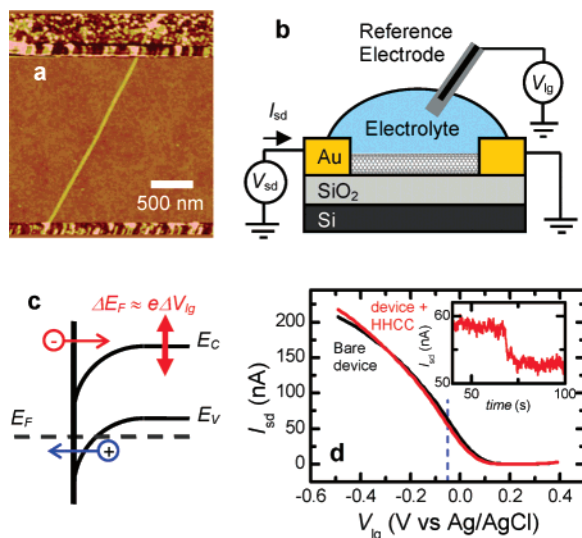 a
500 nm
b
Reference
Electrode
V_lg
I_sd
Electrolyte
Au
V_sd
SiO₂
Si
c
ΔE_F ≈ eΔV_lg
-
E_C
E_F
E_V
+
d
device +
HHCC
Bare
device
I_sd (nA)
200
150
100
50
0
-0.6 -0.4 -0.2 0.0 0.2 0.4
V_lg (V vs Ag/AgCl)
I_sd (nA)
60
50
50 100
time (s)